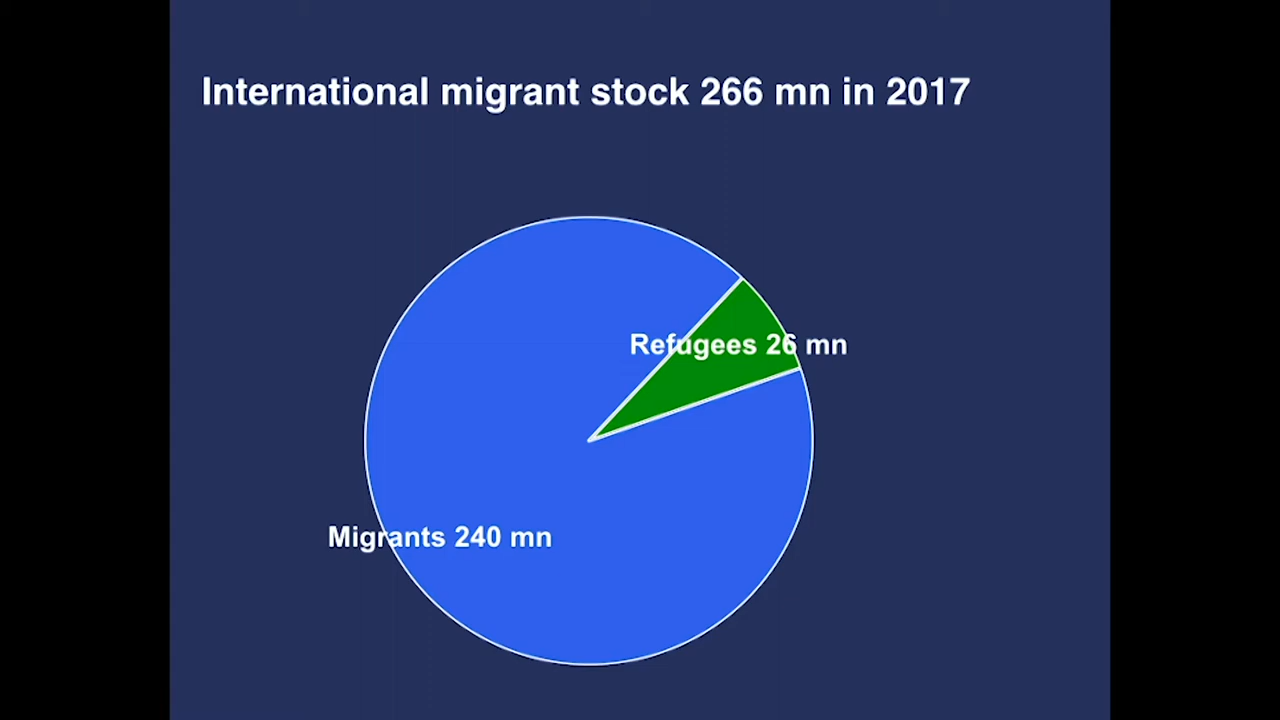 International migrant stock 266 mn in 2017
Refugees 26 mn
Migrants 240 mn